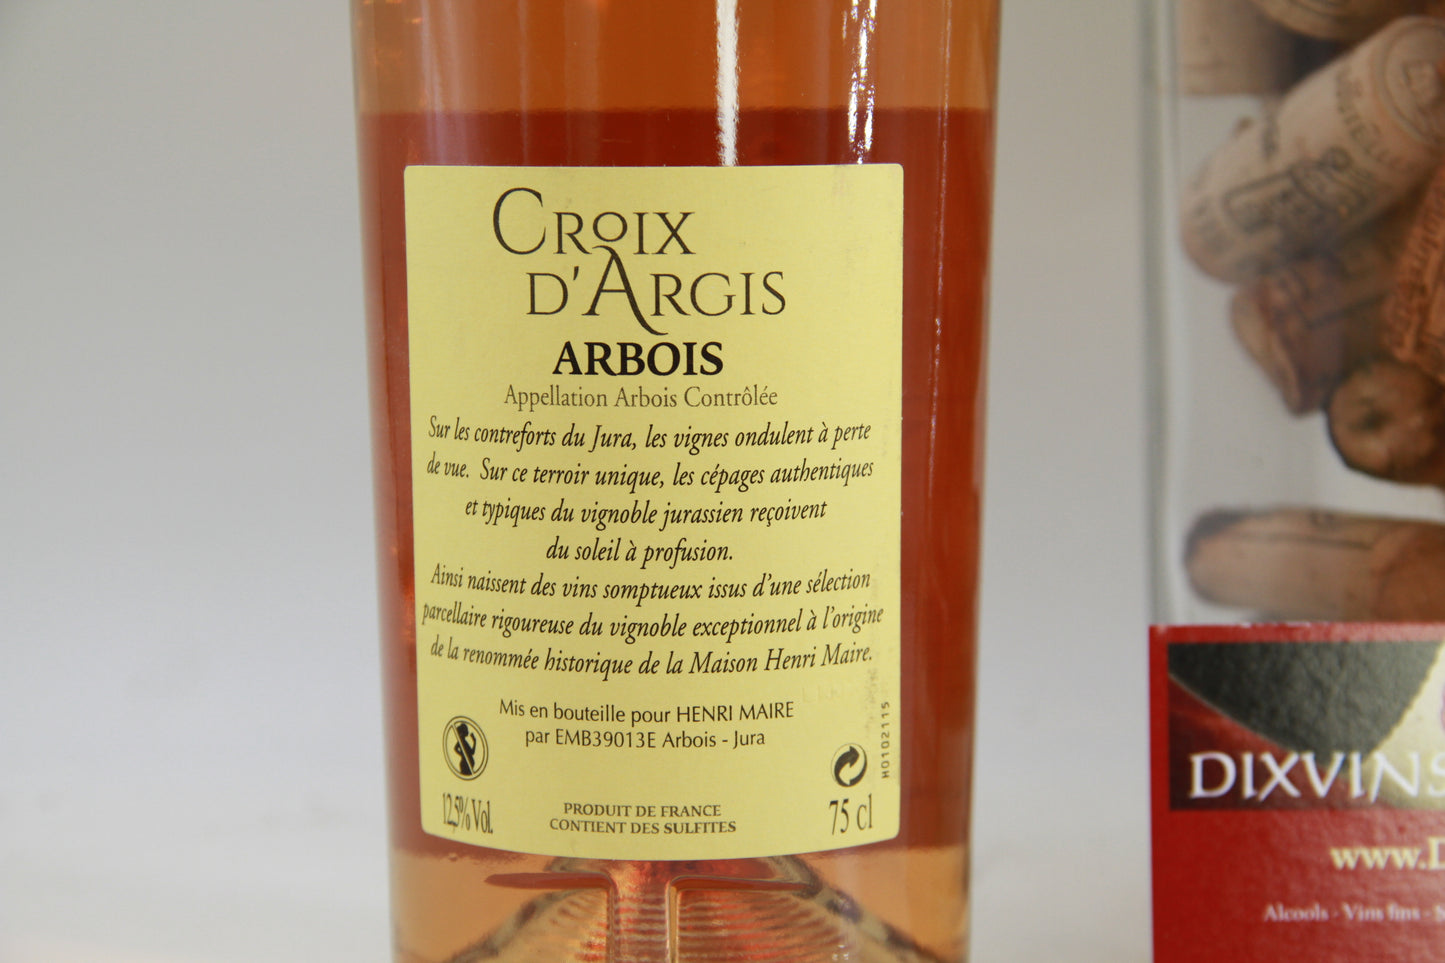 CROIX
D'ARGIS
ARBOIS
Appellation Arbois Contrôlée
Sur les contreforts du Jura, les vignes ondulent à perte
de vue. Sur ce terroir unique, les cépages authentiques
et typiques du vignoble jurassien reçoivent
du soleil à profusion.
Ainsi naissent des vins somptueux issus d'une sélection
parcellaire rigoureuse du vignoble exceptionnel à l'origine
de la renommée historique de la Maison Henri Maire.
Mis en bouteille pour HENRI MAIRE
par EMB39013E Arbois - Jura
H0102115
12,5% Vol.
PRODUIT DE FRANCE
CONTIENT DES SULFITES
75 cl
DIXVINS
www.D
Alcools - Vins fins -